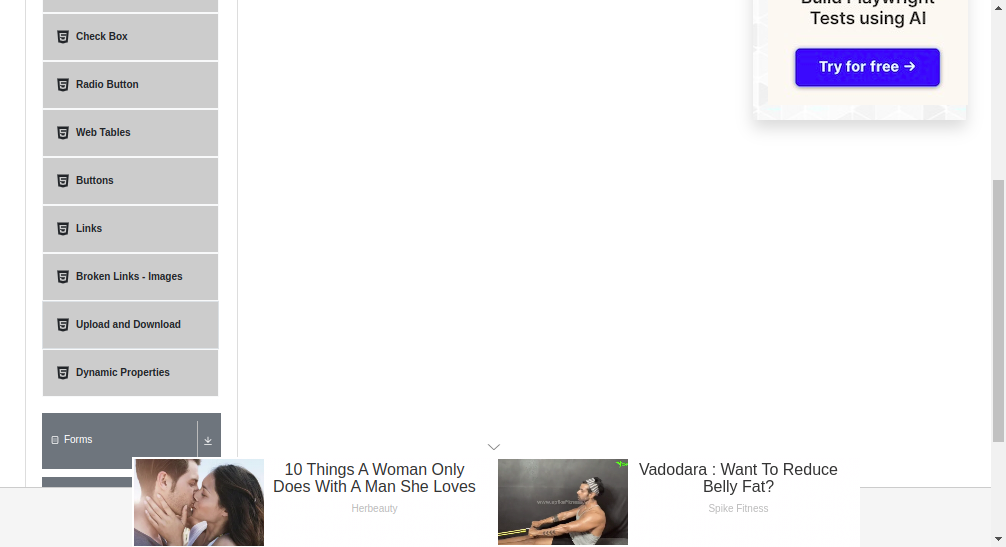 Build Playwright
Tests using AI
Try for free →
Check Box
Radio Button
Web Tables
Buttons
Links
Broken Links - Images
Upload and Download
Dynamic Properties
Forms
10 Things A Woman Only
Does With A Man She Loves
Herbeauty
Vadodara : Want To Reduce
Belly Fat?
Spike Fitness